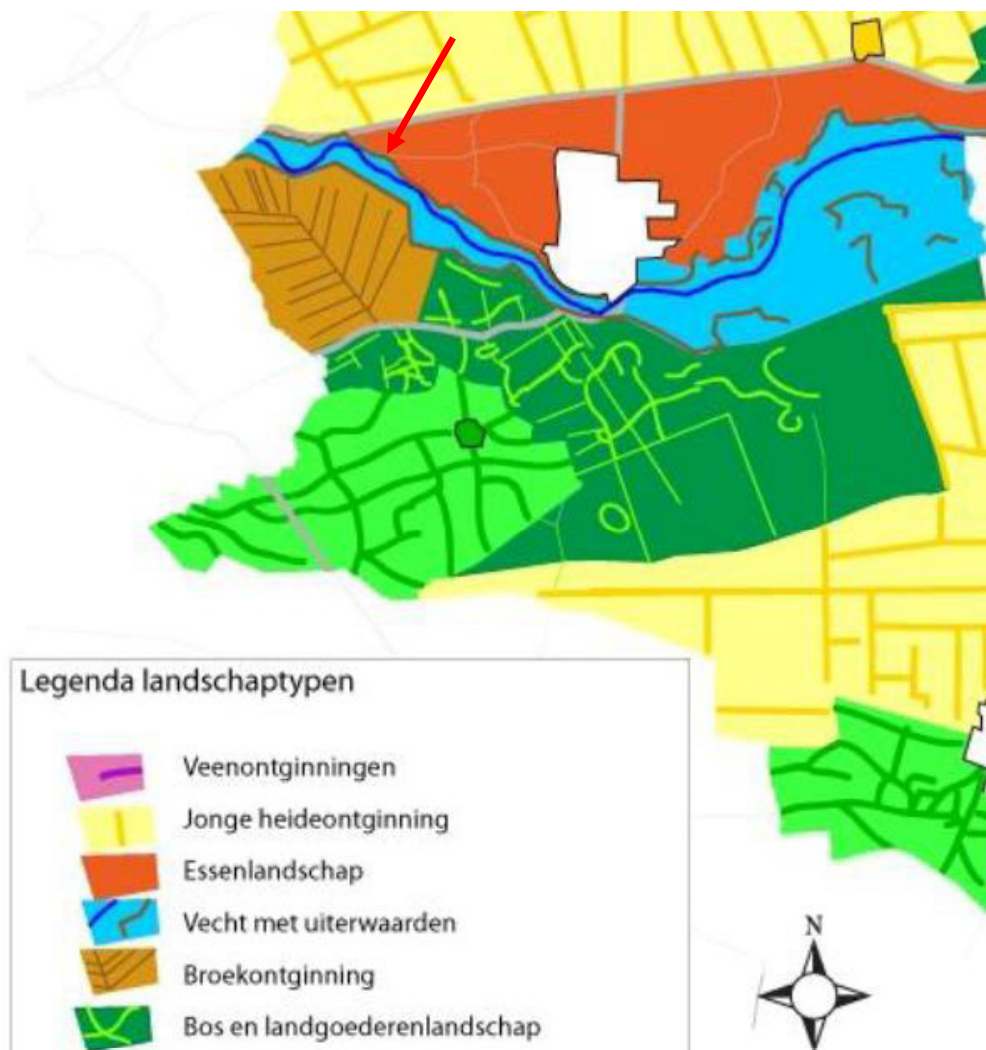 Legenda landschaptypen
Veenontginningen
Jonge heideontginning
Essenlandschap
Vecht met uiterwaarden
Broekontginning
Bos en landgoederenlandschap
N